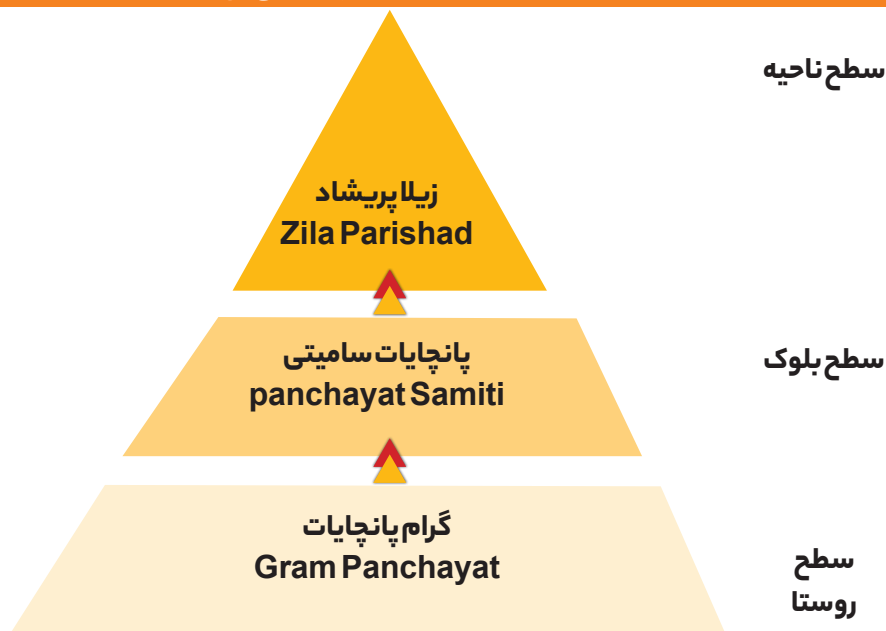 سطح ناحیه
زیلا پریشاد
Zila Parishad
پانچایات سامیتی
panchayat Samiti
سطح بلوک
گرام پانچایات
Gram Panchayat
سطح
روستا